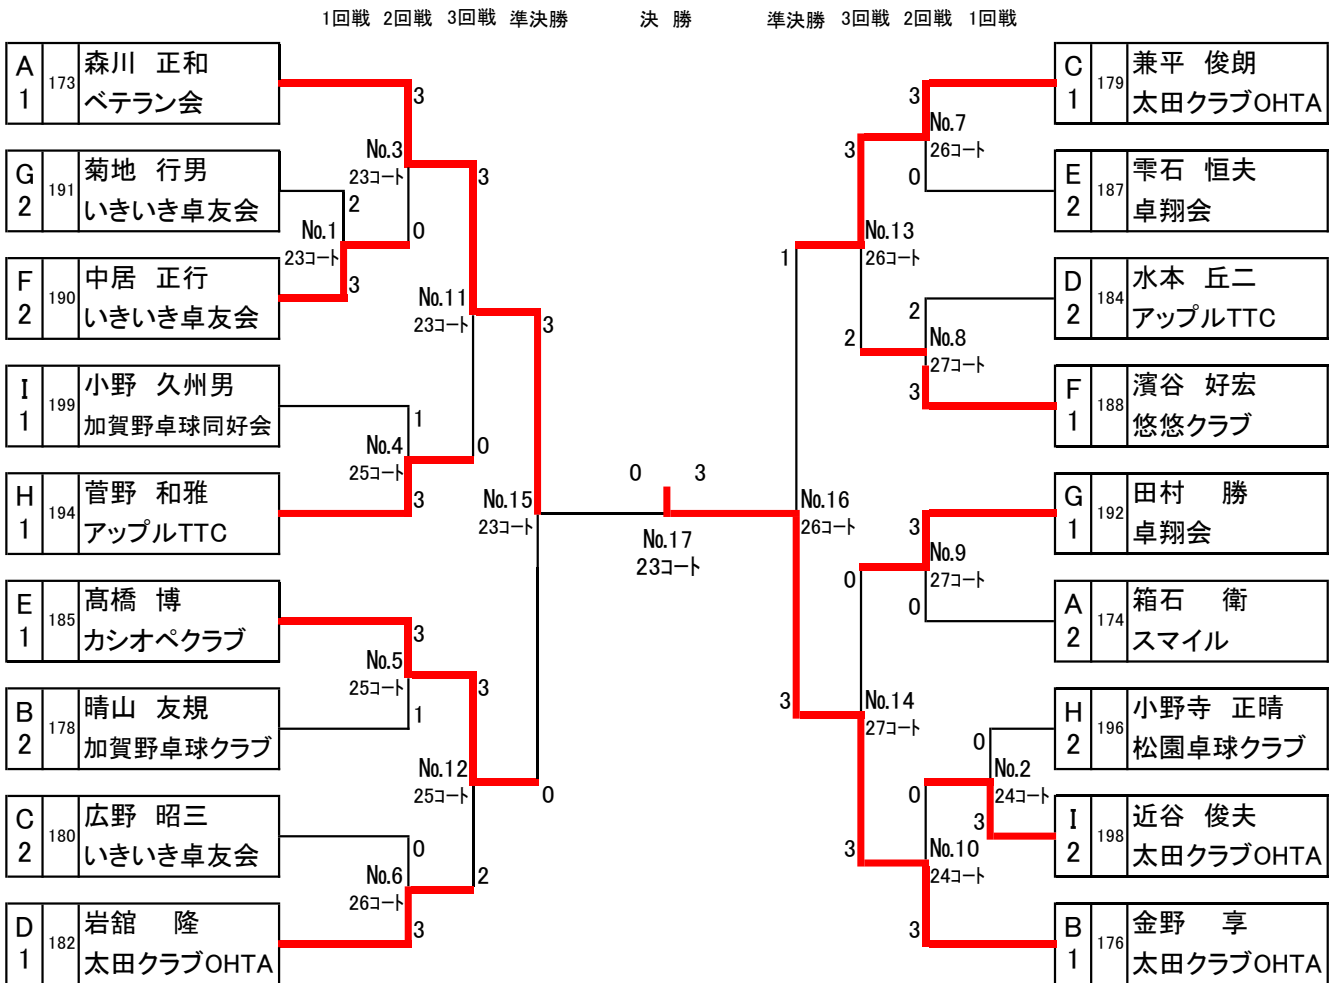 1回戦 2回戦 3回戦 準決勝 決 勝 準決勝 3回戦 2回戦 1回戦
A 1 173 森川 正和
ベテラン会
3
No.3
23コート
G 2 191 菊地 行男
いきいき卓友会
2
No.1
23コート
3
0
3
F 2 190 中居 正行
いきいき卓友会
No.11
23コート
3
I 1 199 小野 久州男
加賀野卓球同好会
1
No.4
25コート
3
0
H 1 194 菅野 和雅
アップルTTC
No.15
23コート
E 1 185 髙橋 博
カシオペクラブ
3
No.5
25コート
1
3
B 2 178 晴山 友規
加賀野卓球クラブ
No.12
25コート
0
C 2 180 広野 昭三
いきいき卓友会
0
No.6
26コート
3
2
D 1 182 岩舘 隆
太田クラブOHTA
0 3
No.17
23コート
C 1 179 兼平 俊朗
太田クラブOHTA
3
No.7
26コート
0
3
E 2 187 雫石 恒夫
卓翔会
No.13
26コート
1
D 2 184 水本 丘二
アップルTTC
2
No.8
27コート
3
2
F 1 188 濱谷 好宏
悠悠クラブ
No.16
26コート
G 1 192 田村 勝
卓翔会
3
No.9
27コート
0
0
A 2 174 箱石 衛
スマイル
No.14
27コート
3
H 2 196 小野寺 正晴
松園卓球クラブ
0
No.2
24コート
3
0
I 2 198 近谷 俊夫
太田クラブOHTA
No.10
24コート
3
3
B 1 176 金野 享
太田クラブOHTA